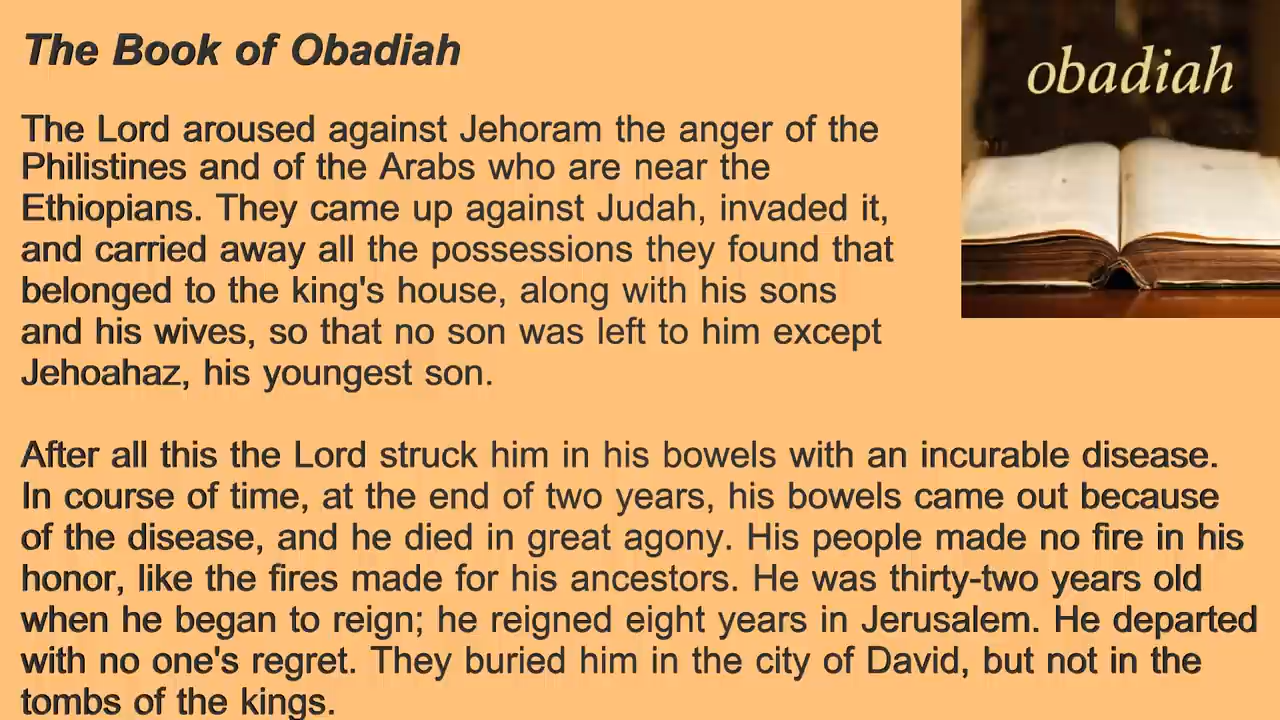 The Book of Obadiah
obadiah
The Lord aroused against Jehoram the anger of the
Philistines and of the Arabs who are near the
Ethiopians. They came up against Judah, invaded it,
and carried away all the possessions they found that
belonged to the king's house, along with his sons
and his wives, so that no son was left to him except
Jehoahaz, his youngest son.
After all this the Lord struck him in his bowels with an incurable disease.
In course of time, at the end of two years, his bowels came out because
of the disease, and he died in great agony. His people made no fire in his
honor, like the fires made for his ancestors. He was thirty-two years old
when he began to reign; he reigned eight years in Jerusalem. He departed
with no one's regret. They buried him in the city of David, but not in the
tombs of the kings.